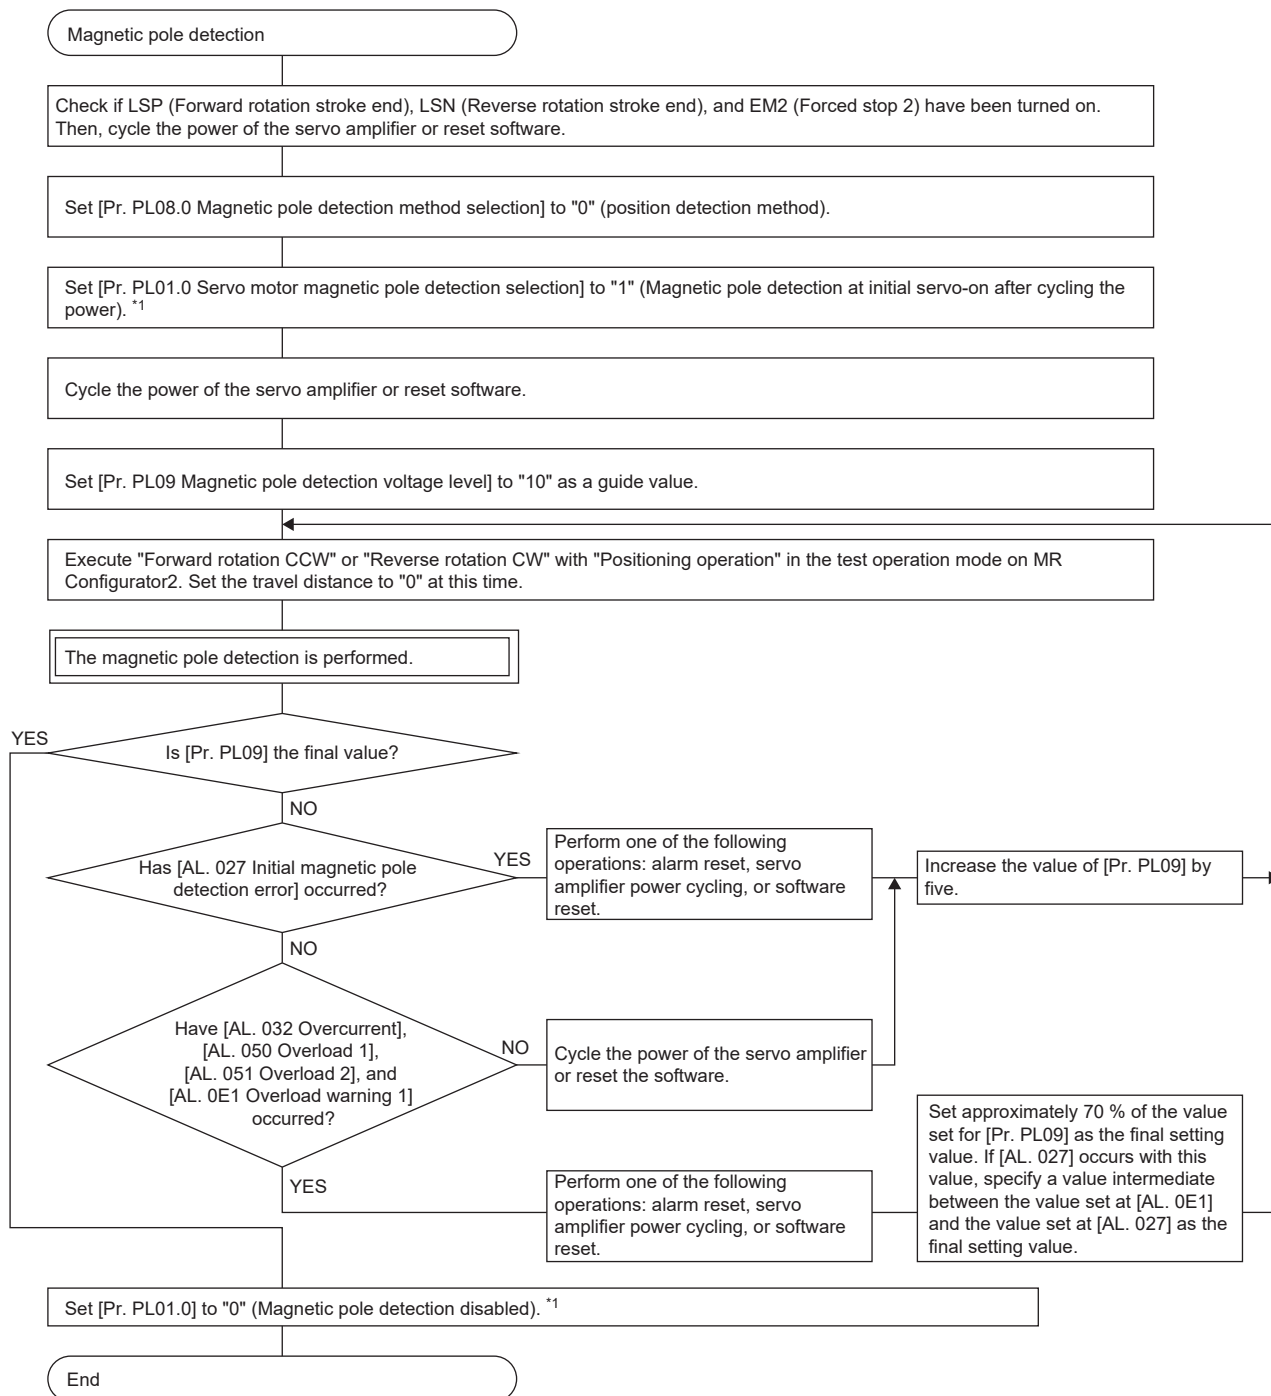 Magnetic pole detection
Check if LSP (Forward rotation stroke end), LSN (Reverse rotation stroke end), and EM2 (Forced stop 2) have been turned on.
Then, cycle the power of the servo amplifier or reset software.
Set [Pr. PL08.0 Magnetic pole detection method selection] to "0" (position detection method).
Set [Pr. PL01.0 Servo motor magnetic pole detection selection] to "1" (Magnetic pole detection at initial servo-on after cycling the
power). *1
Cycle the power of the servo amplifier or reset software.
Set [Pr. PL09 Magnetic pole detection voltage level] to "10" as a guide value.
Execute "Forward rotation CCW" or "Reverse rotation CW" with "Positioning operation" in the test operation mode on MR
Configurator2. Set the travel distance to "0" at this time.
The magnetic pole detection is performed.
YES
Is [Pr. PL09] the final value?
NO
Has [AL. 027 Initial magnetic pole
detection error] occurred?
YES
Perform one of the following
operations: alarm reset, servo
amplifier power cycling, or software
reset.
Increase the value of [Pr. PL09] by
five.
NO
Have [AL. 032 Overcurrent],
[AL. 050 Overload 1],
[AL. 051 Overload 2], and
[AL. 0E1 Overload warning 1]
occurred?
NO
Cycle the power of the servo amplifier
or reset the software.
YES
Perform one of the following
operations: alarm reset, servo
amplifier power cycling, or software
reset.
Set approximately 70 % of the value
set for [Pr. PL09] as the final setting
value. If [AL. 027] occurs with this
value, specify a value intermediate
between the value set at [AL. 0E1]
and the value set at [AL. 027] as the
final setting value.
Set [Pr. PL01.0] to "0" (Magnetic pole detection disabled). *1
End